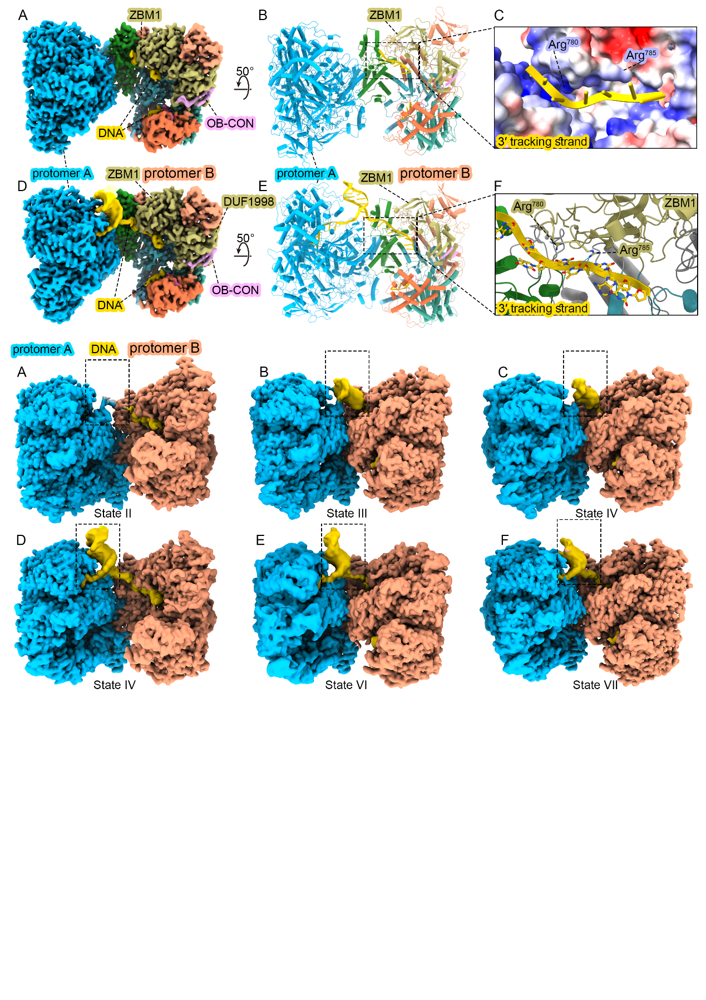 A
ZBM1
B
ZBM1
C
Arg780
Arg785
50°
DNA
OB-CON
3′ tracking strand
protomer A
ZBM1
protomer B
protomer A
ZBM1
protomer B
D
E
F
DUF1998
Arg780
ZBM1
50°
Arg785
OB-CON
DNA
3′ tracking strand
protomer A
DNA
protomer B
A
B
C
State II
State III
State IV
D
E
F
State IV
State VI
State VII